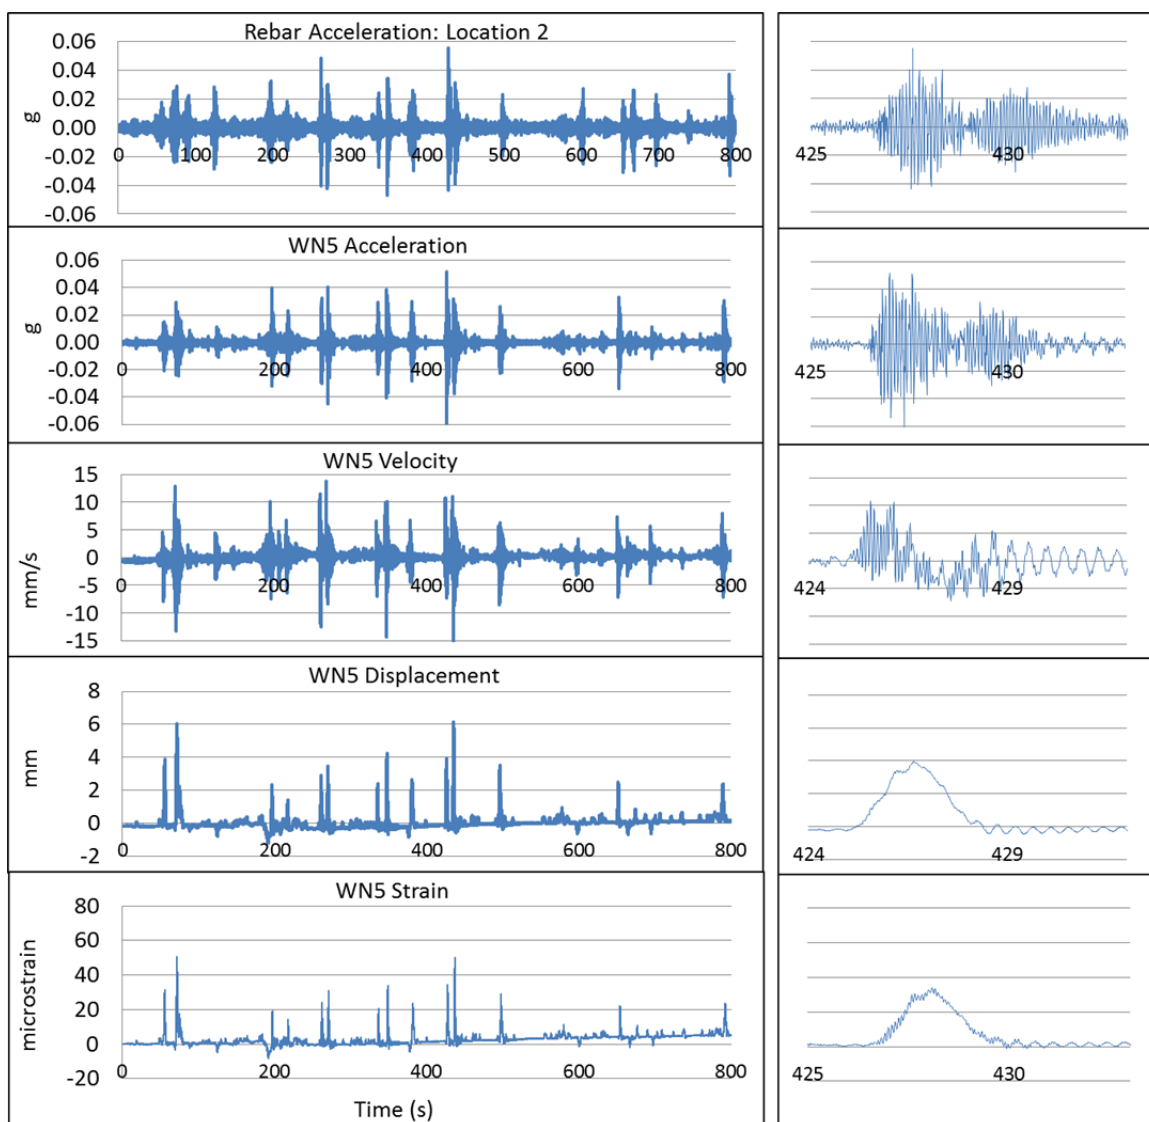 Rebar Acceleration: Location 2
0.06
0.04
0.02
0.00
-0.02
-0.04
-0.06
g
0 100 200 300 400 500 600 700 800
425 430
WN5 Acceleration
0.06
0.04
0.02
0.00
-0.02
-0.04
-0.06
g
0 200 400 600 800
425 430
WN5 Velocity
15
10
5
0
-5
-10
-15
mm/s
0 200 400 600 800
424 429
WN5 Displacement
8
6
4
2
0
-2
mm
0 200 400 600 800
424 429
WN5 Strain
80
60
40
20
0
-20
microstrain
0 200 400 600 800
425 430
Time (s)